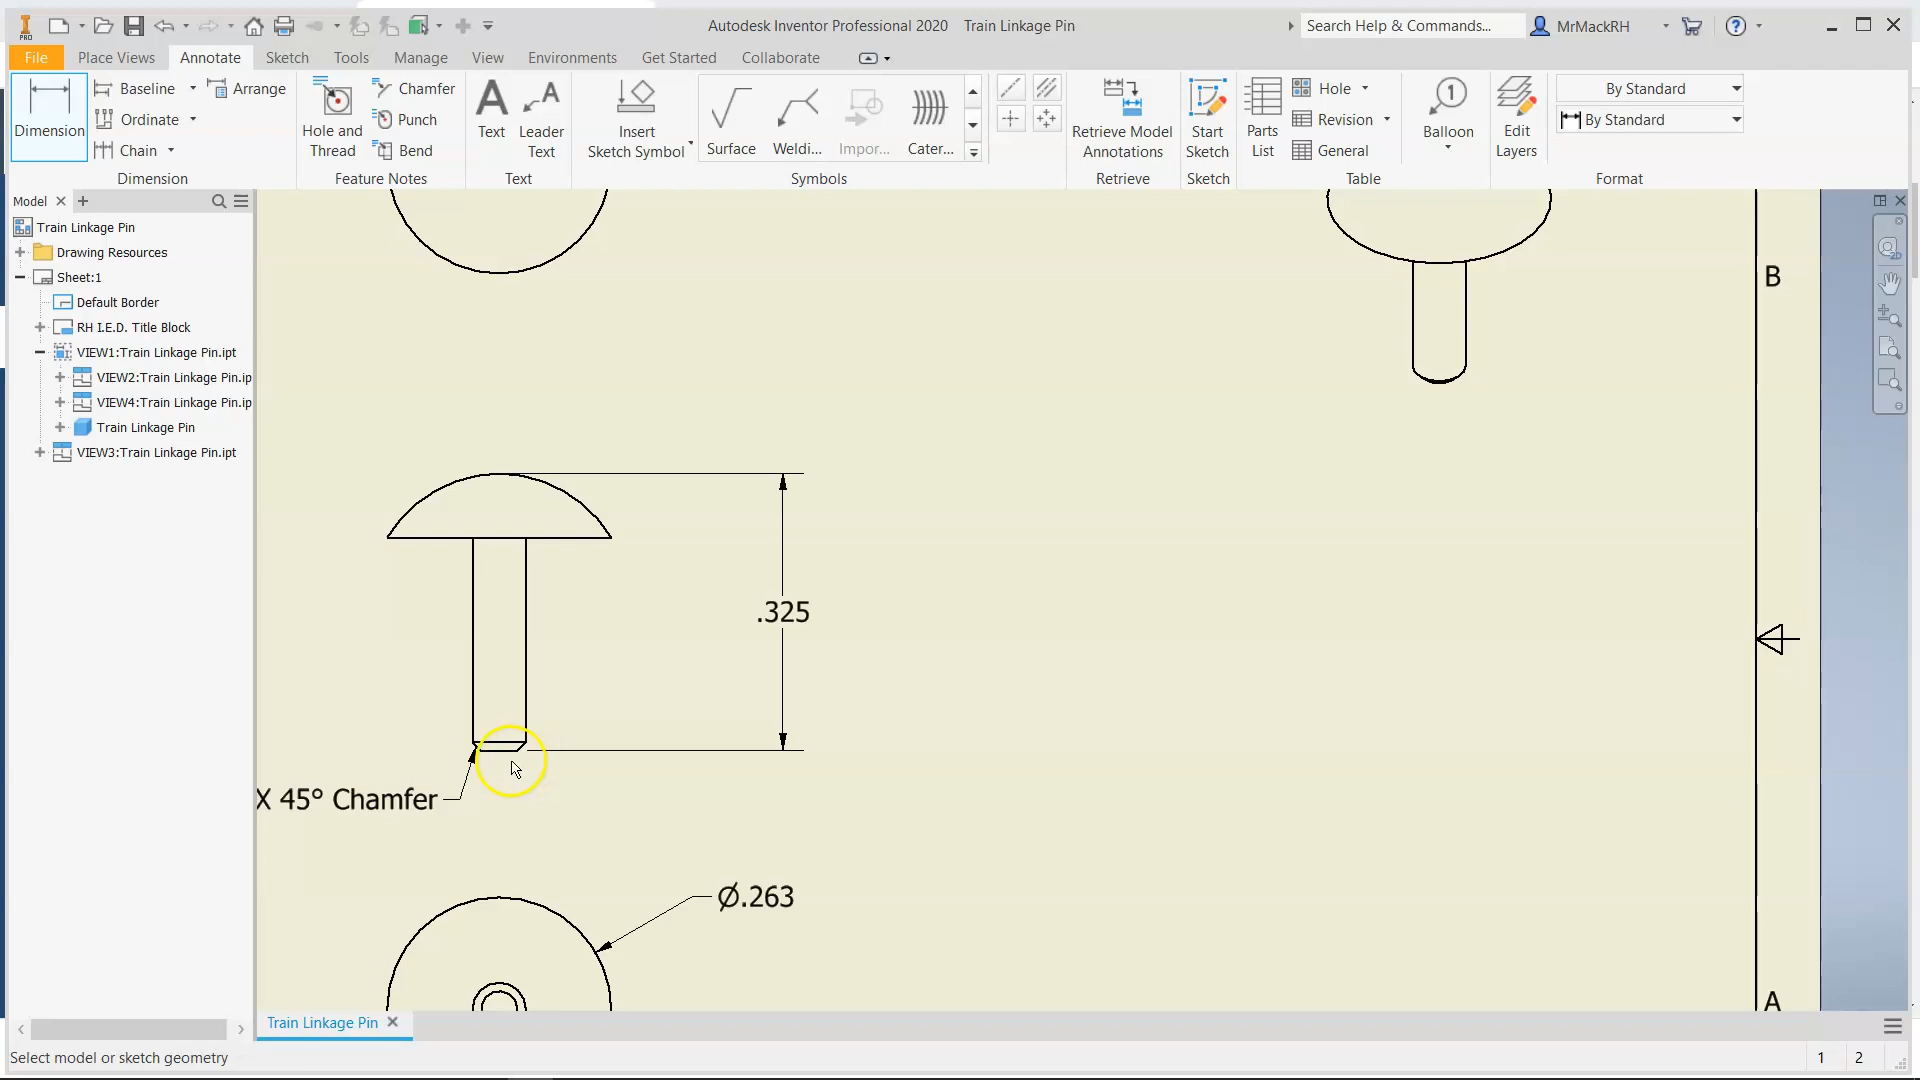 Autodesk Inventor Professional 2020 Train Linkage Pin
Search Help & Commands...
MrMackRH
PRO
File Place Views Annotate Sketch Tools Manage View Environments Get Started Collaborate
Dimension
Baseline
Arrange
Ordinate
Chain
Dimension
Hole and Thread
Chamfer
Punch
Bend
Feature Notes
Text
Leader Text
Text
Insert Sketch Symbol
Surface
Weldi...
Impor...
Cater...
Symbols
Retrieve Model Annotations
Retrieve
Start Sketch
Sketch
Parts List
Hole
Revision
General
Table
Balloon
Edit Layers
By Standard
By Standard
Format
Model
Train Linkage Pin
Drawing Resources
Sheet:1
Default Border
RH I.E.D. Title Block
VIEW1:Train Linkage Pin.ipt
VIEW2:Train Linkage Pin.ip
VIEW4:Train Linkage Pin.ip
Train Linkage Pin
VIEW3:Train Linkage Pin.ipt
B
.325
X 45° Chamfer
Ø.263
A
Train Linkage Pin
Select model or sketch geometry
1 2